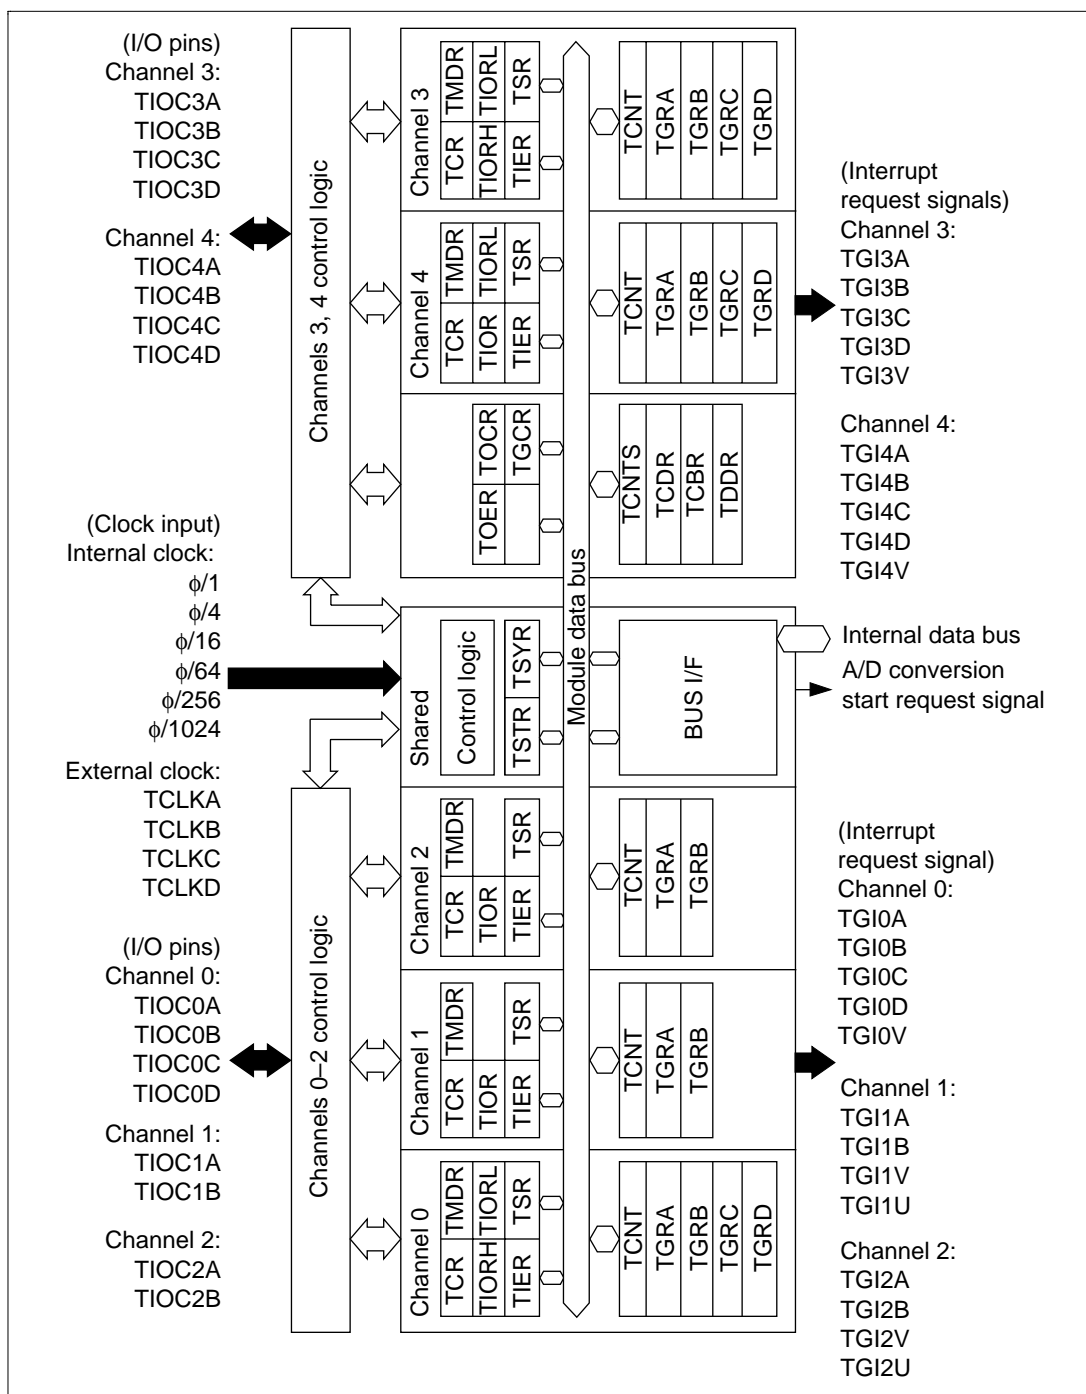 (I/O pins)
Channel 3:
TIOC3A
TIOC3B
TIOC3C
TIOC3D
Channel 4:
TIOC4A
TIOC4B
TIOC4C
TIOC4D
(Clock input)
Internal clock:
ϕ/1
ϕ/4
ϕ/16
ϕ/64
ϕ/256
ϕ/1024
External clock:
TCLKA
TCLKB
TCLKC
TCLKD
(I/O pins)
Channel 0:
TIOC0A
TIOC0B
TIOC0C
TIOC0D
Channel 1:
TIOC1A
TIOC1B
Channel 2:
TIOC2A
TIOC2B
Channels 3, 4 control logic
Channels 0–2 control logic
Channel 3
TMDR
TIORL
TSR
TCR
TIORH
TIER
TCNT
TGRA
TGRB
TGRC
TGRD
Channel 4
TMDR
TIORL
TSR
TCR
TIOR
TIER
TCNT
TGRA
TGRB
TGRC
TGRD
TOCR
TGCR
TOER
TCNTS
TCDR
TCBR
TDDR
Module data bus
Shared
Control logic
TSYR
TSTR
BUS I/F
Channel 2
TMDR
TSR
TCR
TIOR
TIER
TCNT
TGRA
TGRB
Channel 1
TMDR
TSR
TCR
TIOR
TIER
TCNT
TGRA
TGRB
Channel 0
TMDR
TIORL
TSR
TCR
TIORH
TIER
TCNT
TGRA
TGRB
TGRC
TGRD
(Interrupt
request signals)
Channel 3:
TGI3A
TGI3B
TGI3C
TGI3D
TGI3V
Channel 4:
TGI4A
TGI4B
TGI4C
TGI4D
TGI4V
Internal data bus
A/D conversion
start request signal
(Interrupt
request signal)
Channel 0:
TGI0A
TGI0B
TGI0C
TGI0D
TGI0V
Channel 1:
TGI1A
TGI1B
TGI1V
TGI1U
Channel 2:
TGI2A
TGI2B
TGI2V
TGI2U